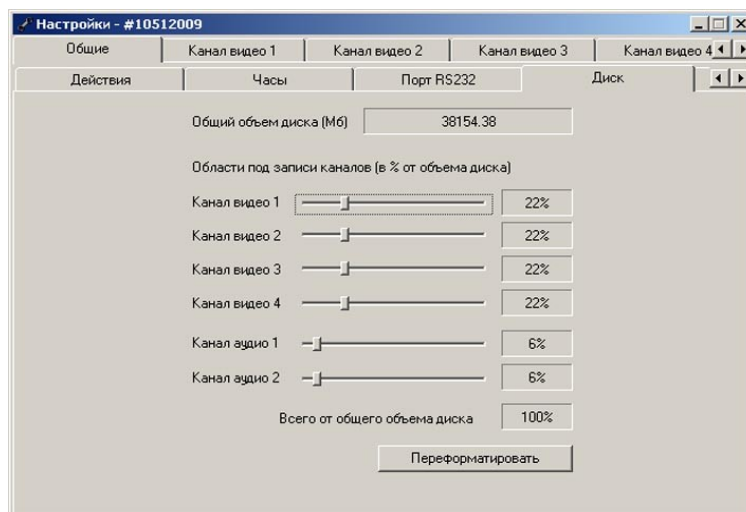 Настройки - #10512009
Общие Канал видео 1 Канал видео 2 Канал видео 3 Канал видео 4
Действия Часы Порт RS232 Диск
Общий объем диска (Мб) 38154.38
Области под записи каналов (в % от объема диска)
Канал видео 1 22%
Канал видео 2 22%
Канал видео 3 22%
Канал видео 4 22%
Канал аудио 1 6%
Канал аудио 2 6%
Всего от общего объема диска 100%
Переформатировать